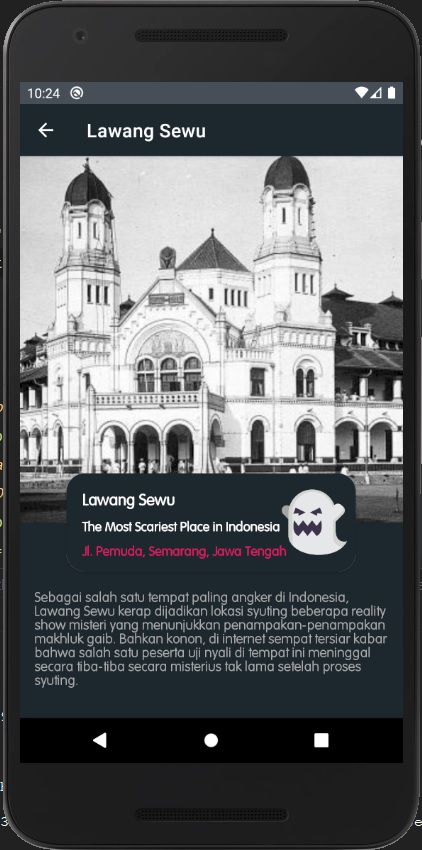 10:24
Lawang Sewu
Lawang Sewu
The Most Scariest Place in Indonesia
Jl. Pemuda, Semarang, Jawa Tengah
Sebagai salah satu tempat paling angker di Indonesia,
Lawang Sewu kerap dijadikan lokasi syuting beberapa reality
show misteri yang menunjukkan penampakan-penampakan
makhluk gaib. Bahkan konon, di internet sempat tersiar kabar
bahwa salah satu peserta uji nyali di tempat ini meninggal
secara tiba-tiba secara misterius tak lama setelah proses
syuting.